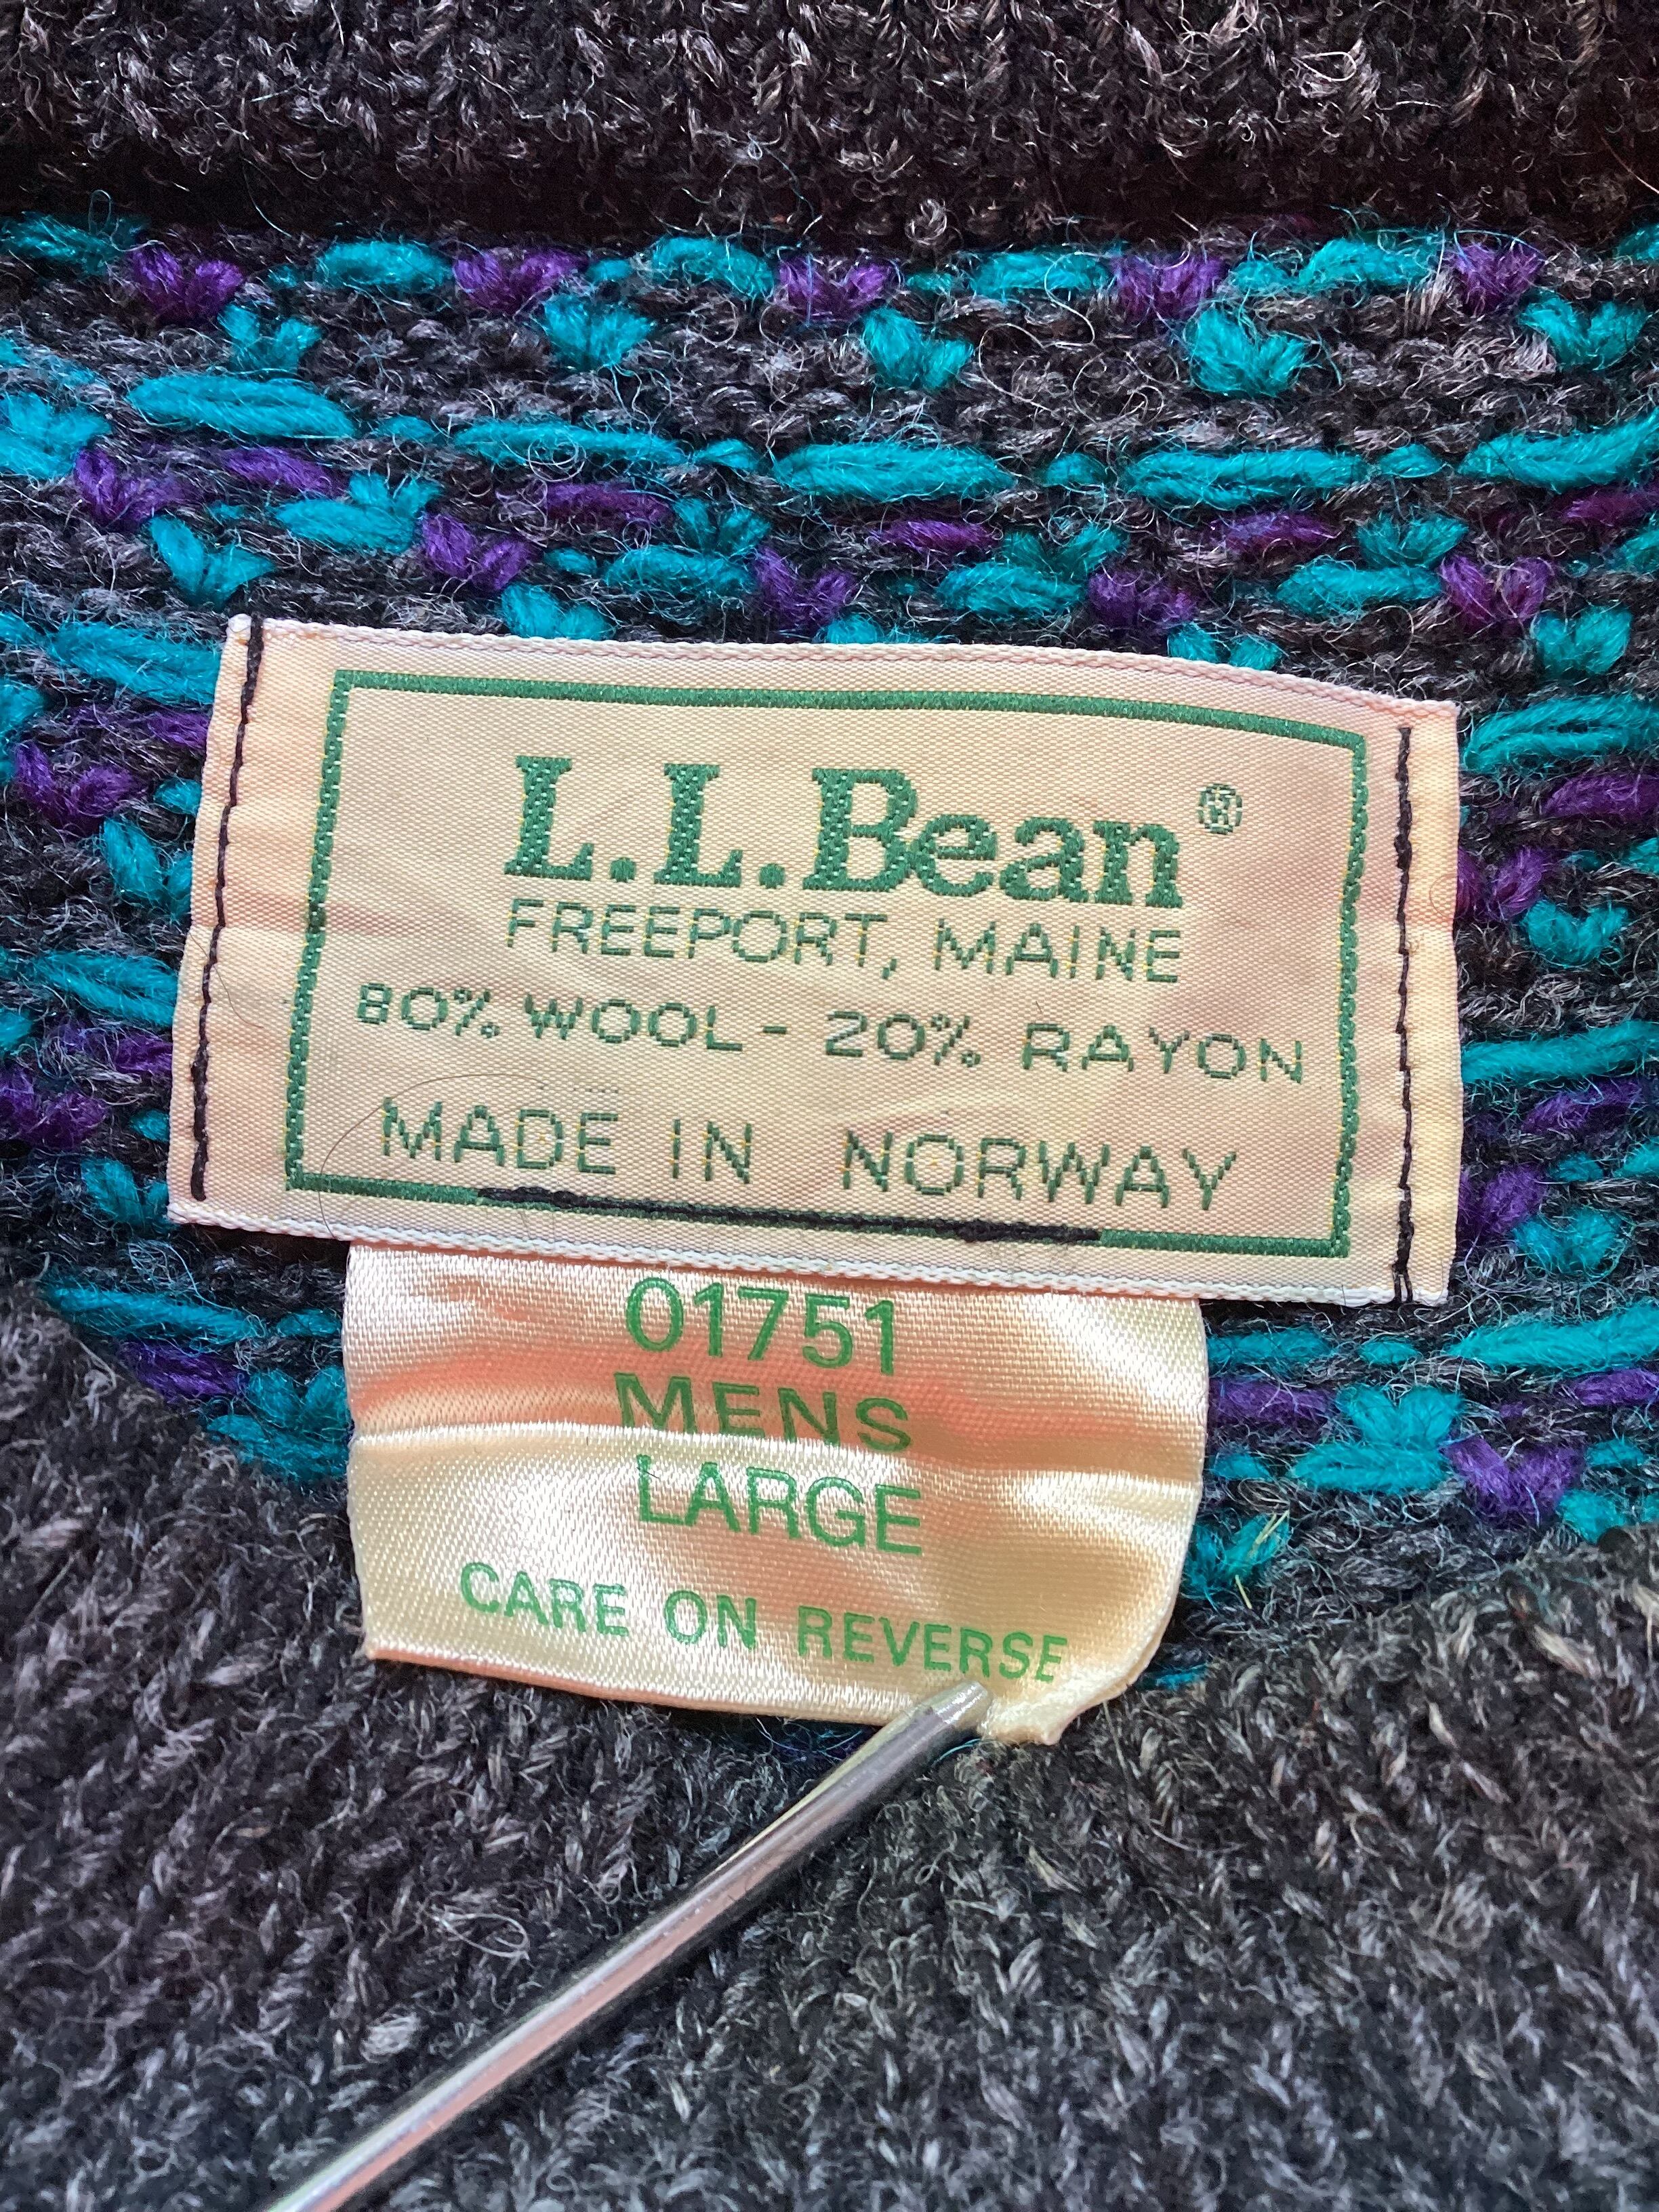 L.L.Bean®
FREEPORT, MAINE
80% WOOL - 20% RAYON
MADE IN NORWAY
01751
MENS
LARGE
CARE ON REVERSE